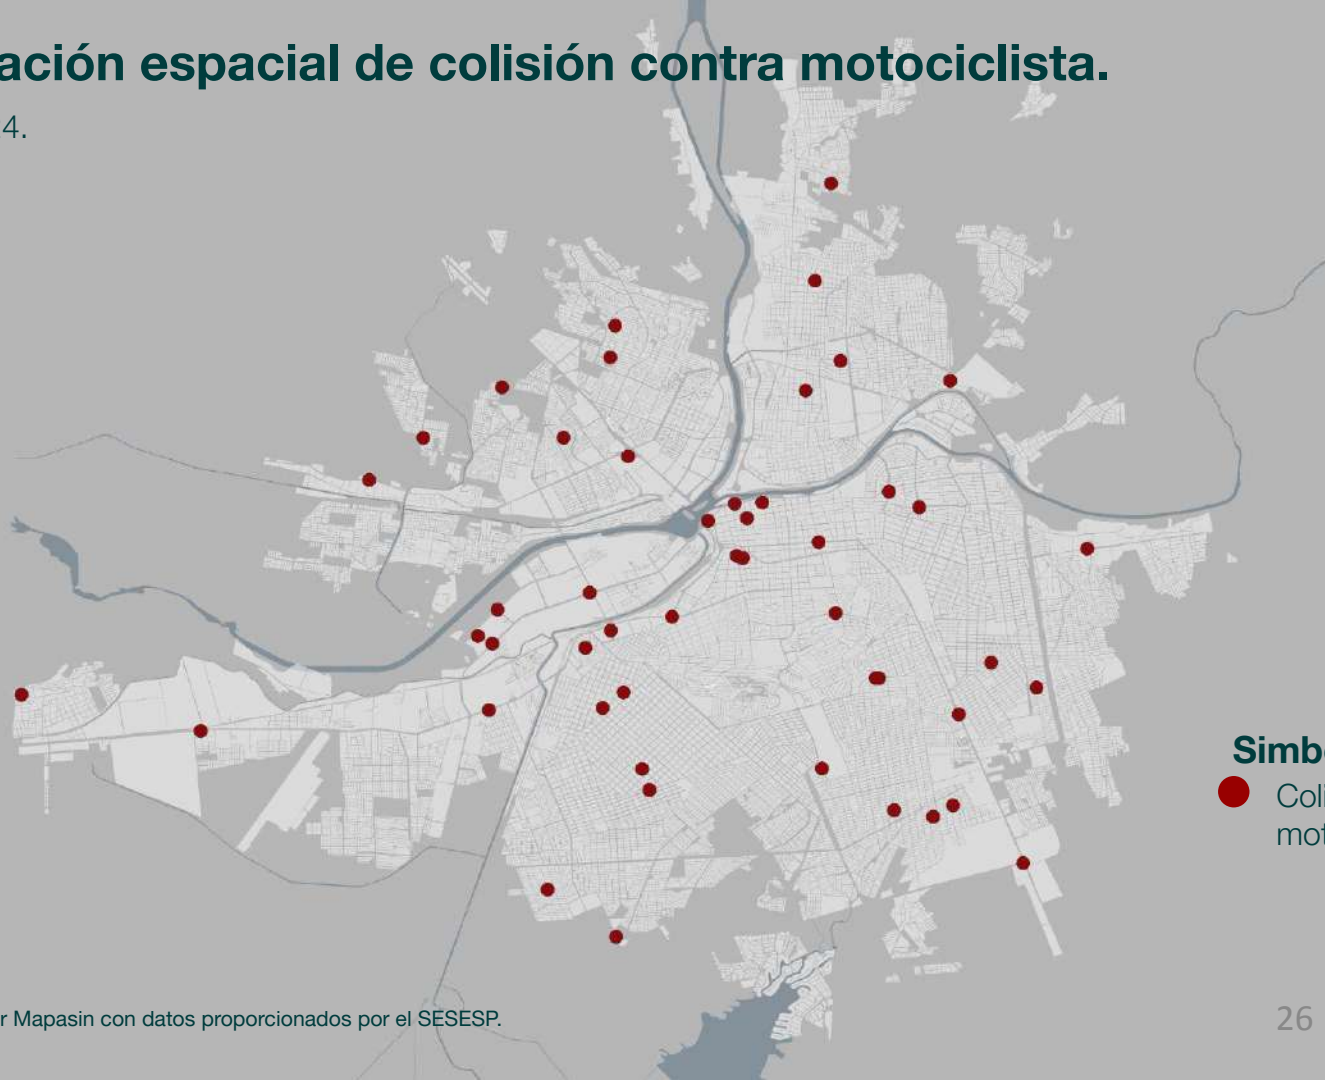 ación espacial de colisión contra motociclista.
4.
Simb
Coli
mot
r Mapasin con datos proporcionados por el SESESP.
26